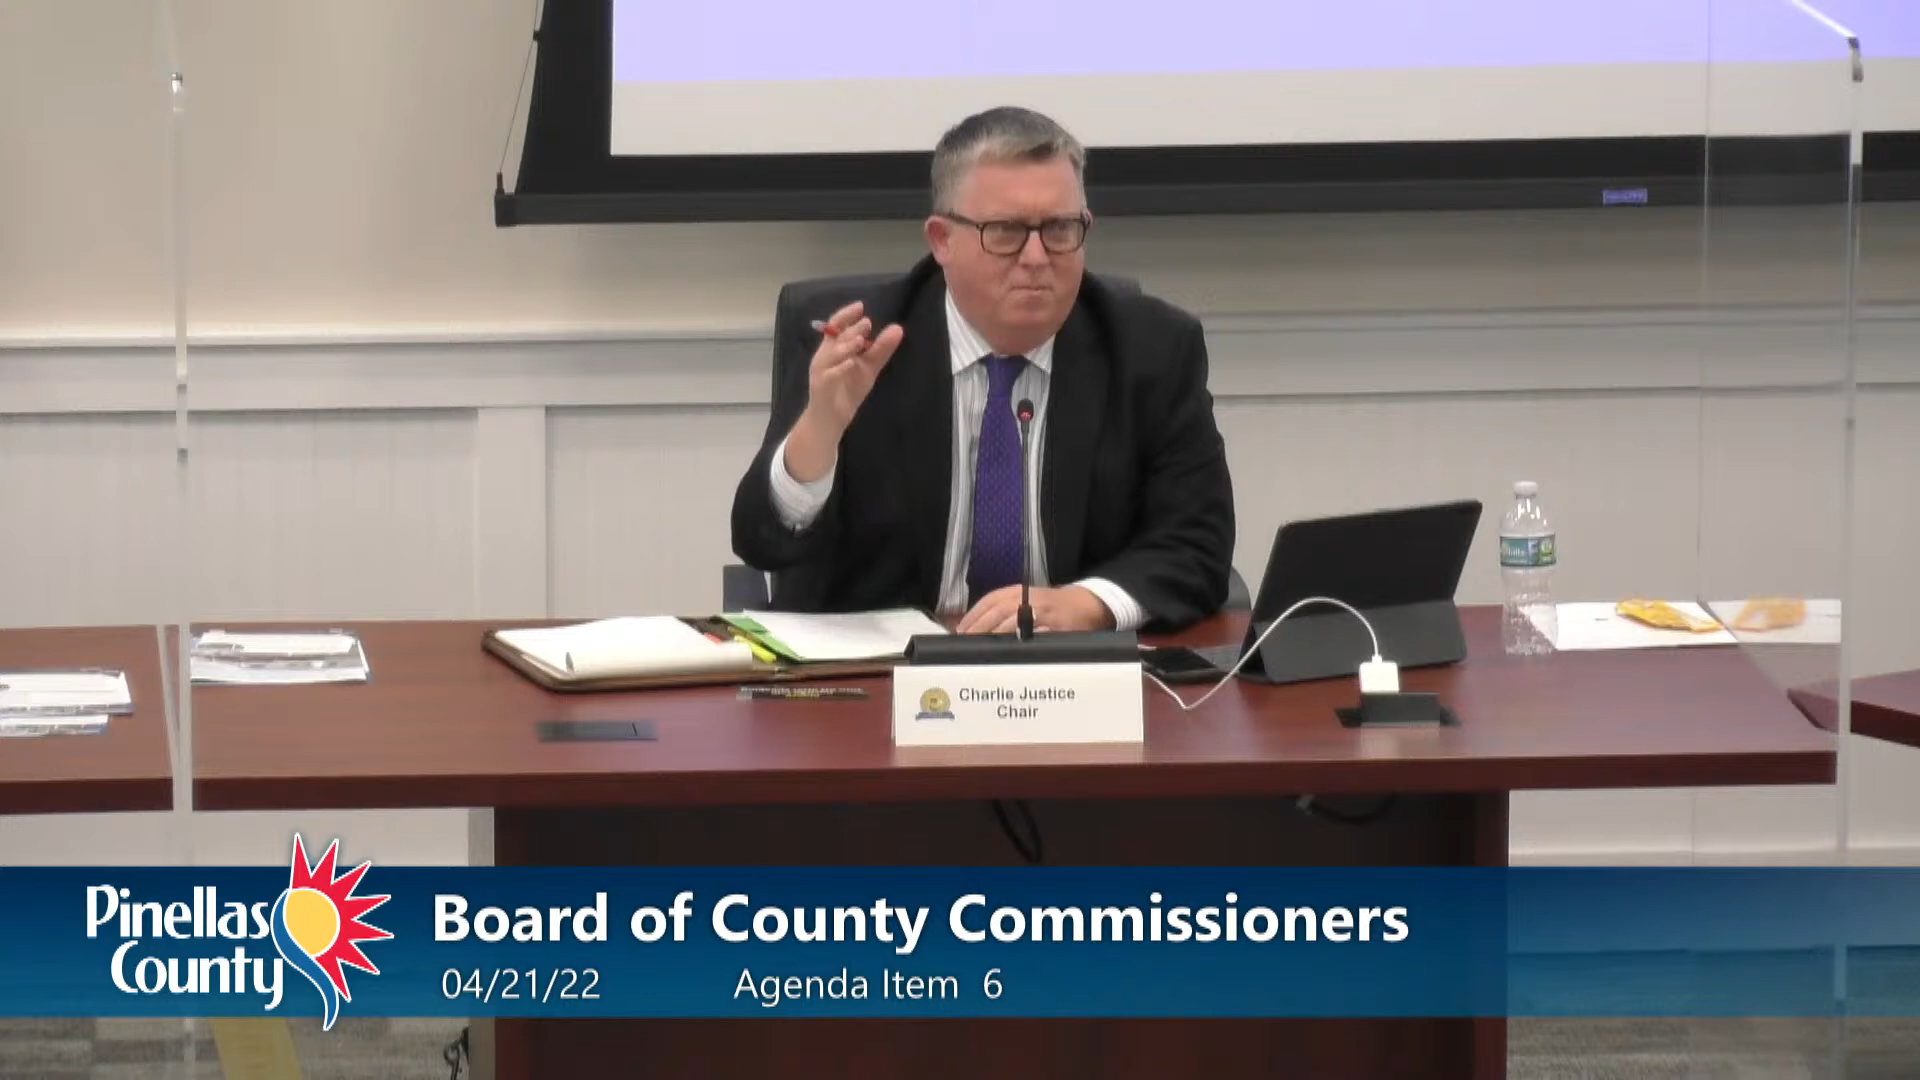 Charlie Justice
Chair
Pinellas
County
Board of County Commissioners
04/21/22 Agenda Item 6